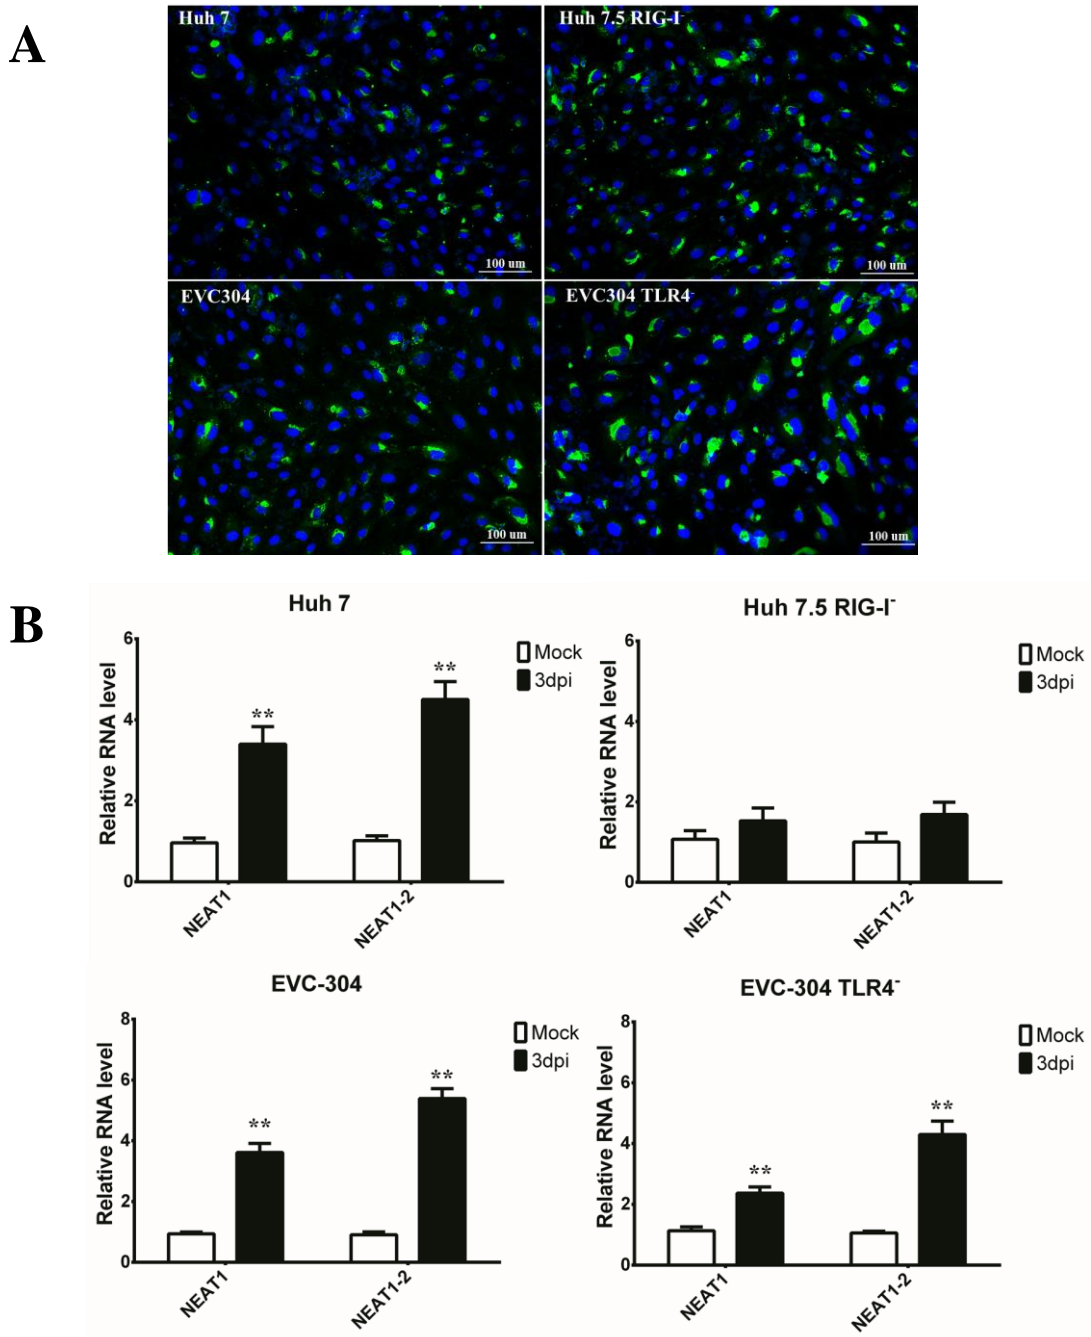 A
Huh 7
Huh 7.5 RIG-I-
100 um
100 um
EVC304
EVC304 TLR4-
100 um
100 um
B
Huh 7
Relative RNA level
6
4
2
0
**
**
NEAT1
NEAT1-2
Mock
3dpi
Huh 7.5 RIG-I-
Relative RNA level
6
4
2
0
NEAT1
NEAT1-2
Mock
3dpi
EVC-304
Relative RNA level
8
6
4
2
0
**
**
NEAT1
NEAT1-2
Mock
3dpi
EVC-304 TLR4-
Relative RNA level
8
6
4
2
0
**
**
NEAT1
NEAT1-2
Mock
3dpi